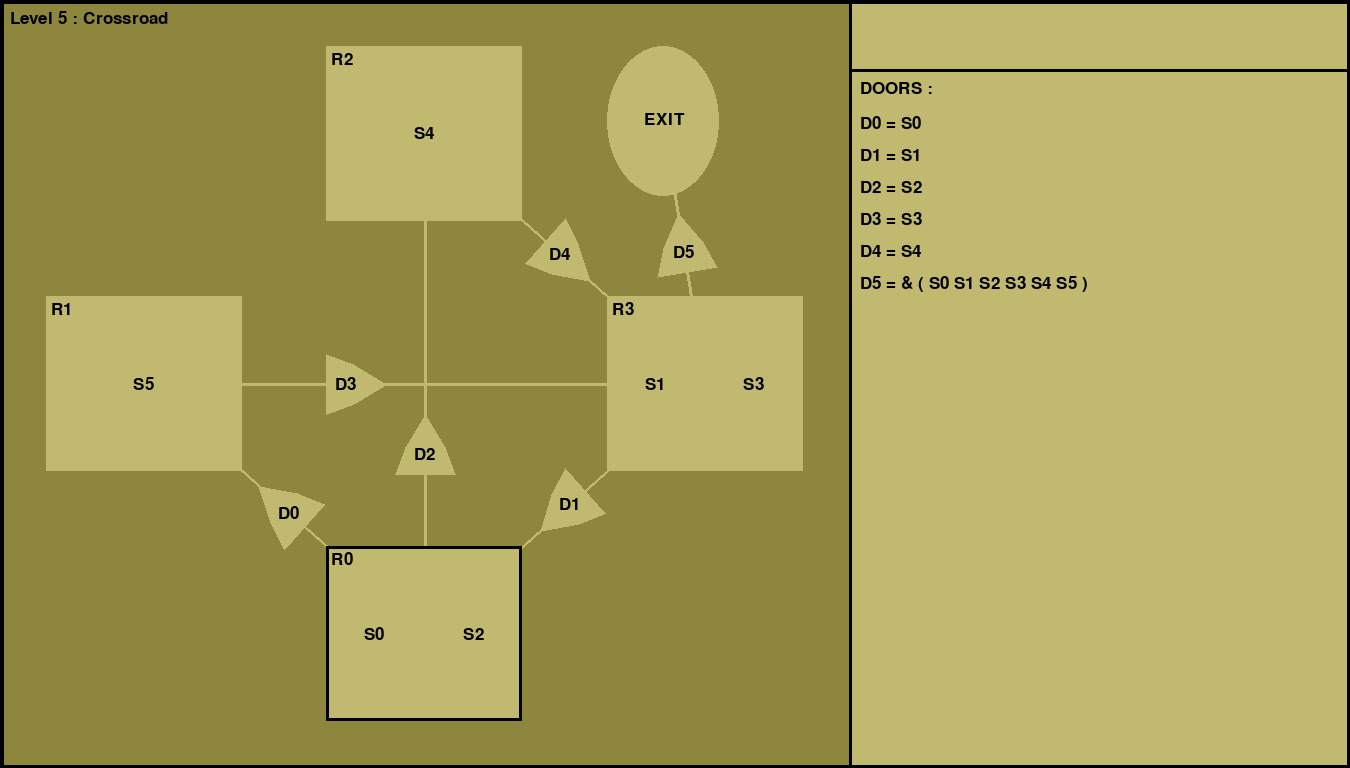 Level 5 : Crossroad
R2
S4
EXIT
D4
D5
R1
S5
D3
R3
S1 S3
D2
D0
D1
R0
S0 S2
DOORS :
D0 = S0
D1 = S1
D2 = S2
D3 = S3
D4 = S4
D5 = & ( S0 S1 S2 S3 S4 S5 )